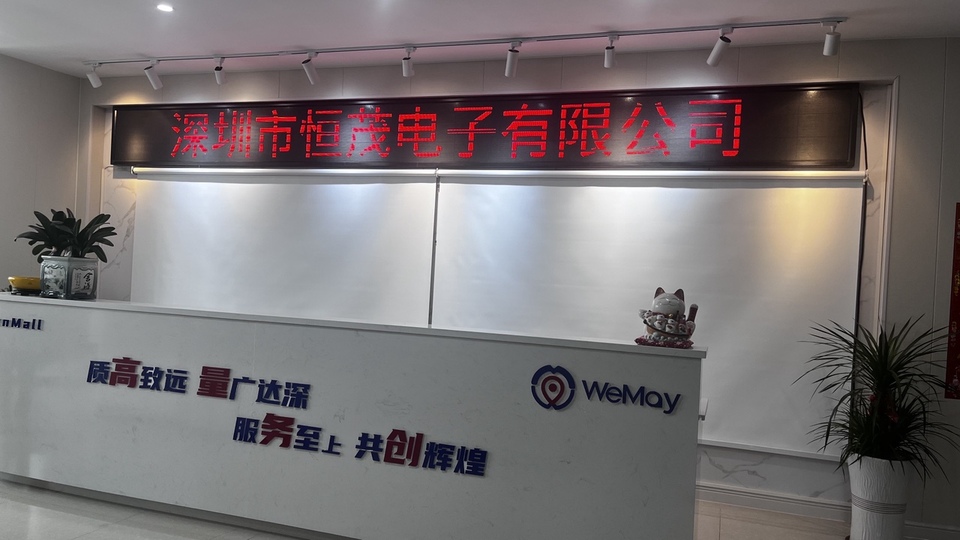 深圳市恒茂电子有限公司
nMall
质高致远 量广达深
服务至上 共创辉煌
WeMay